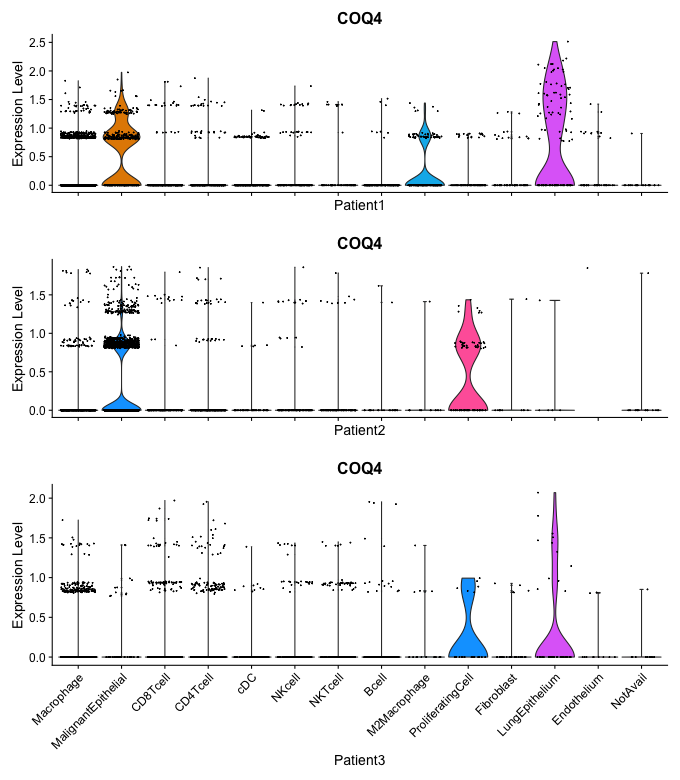 COQ4
Expression Level
2.5
2.0
1.5
1.0
0.5
0.0
Patient1
COQ4
Expression Level
1.5
1.0
0.5
0.0
Patient2
COQ4
Expression Level
2.0
1.5
1.0
0.5
0.0
Macrophage
MalignantEpithelial
CD8Tcell
CD4Tcell
cDC
NKcell
NKTcell
Bcell
M2Macrophage
ProliferatingCell
Fibroblast
LungEpithelium
Endothelium
NotAvail
Patient3